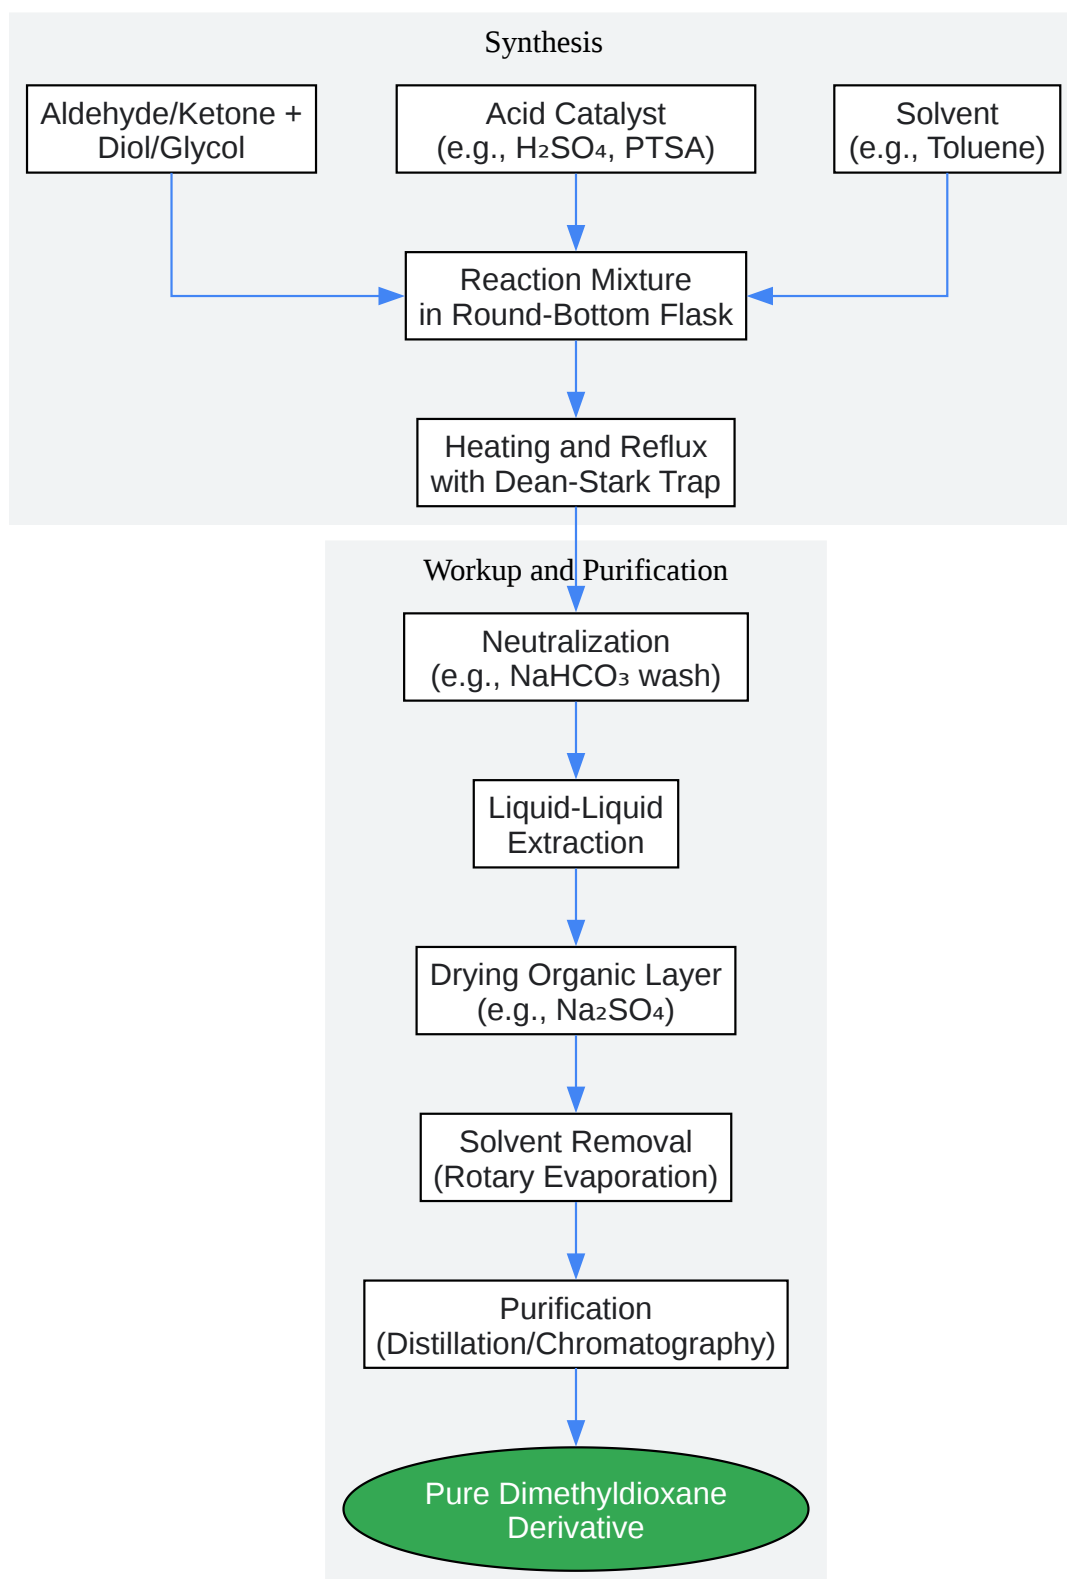 Synthesis
Aldehyde/Ketone +
Diol/Glycol
Acid Catalyst
(e.g., H₂SO₄, PTSA)
Solvent
(e.g., Toluene)
Reaction Mixture
in Round-Bottom Flask
Heating and Reflux
with Dean-Stark Trap
Workup and Purification
Neutralization
(e.g., NaHCO₃ wash)
Liquid-Liquid
Extraction
Drying Organic Layer
(e.g., Na₂SO₄)
Solvent Removal
(Rotary Evaporation)
Purification
(Distillation/Chromatography)
Pure Dimethyldioxane
Derivative